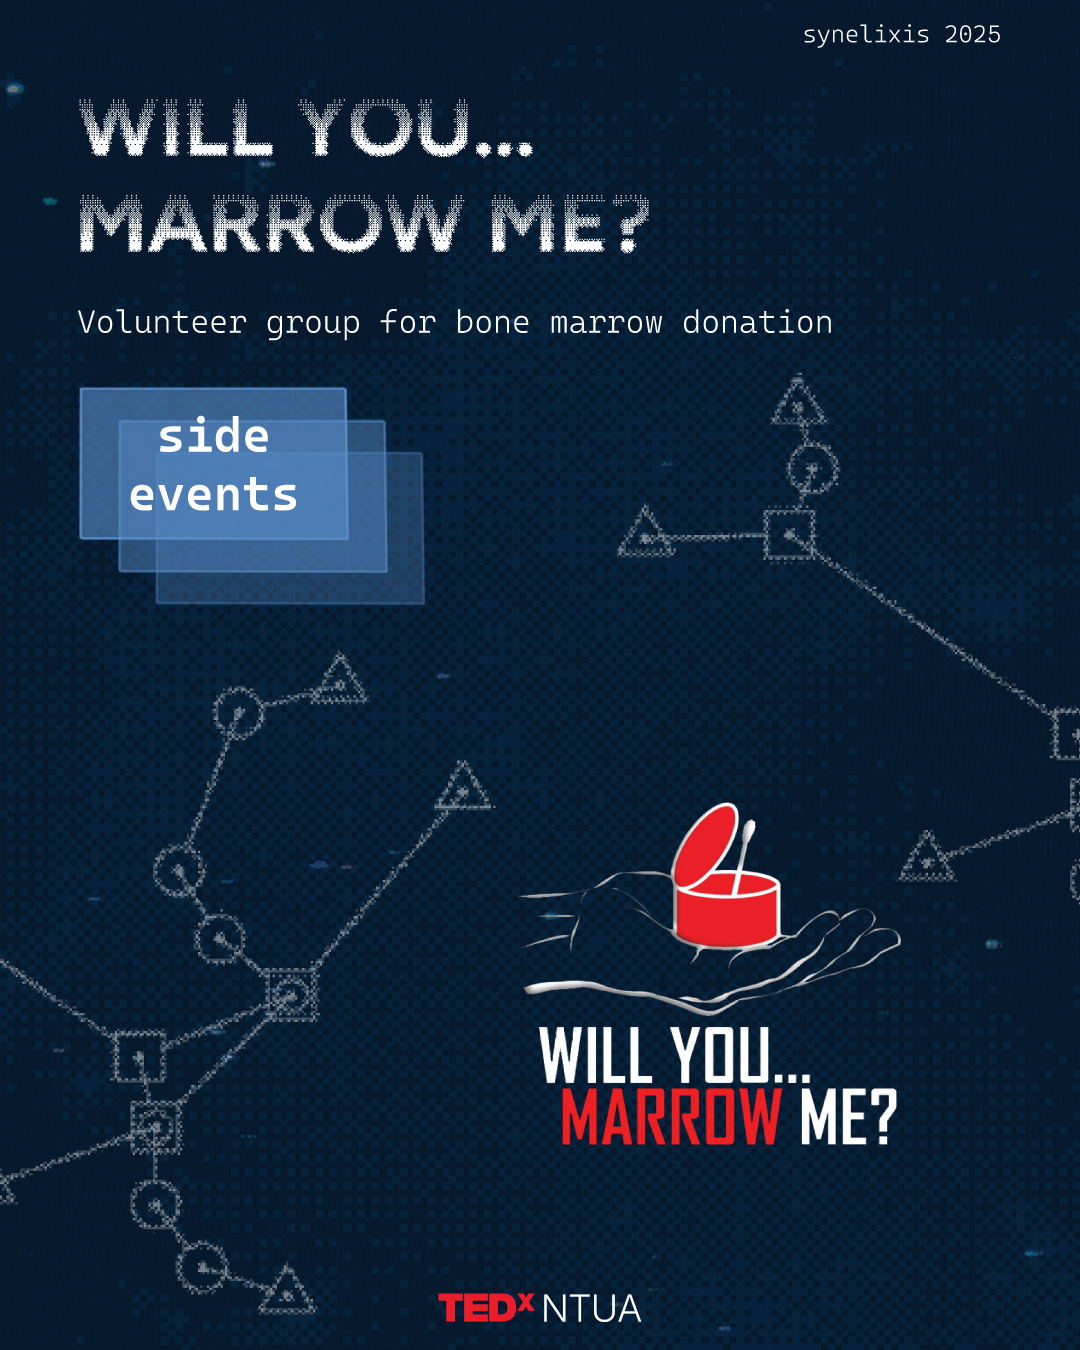 synelixis 2025
WILL YOU...
MARROW ME?
Volunteer group for bone marrow donation
side
events
WILL YOU...
MARROW ME?
TEDx NTUA